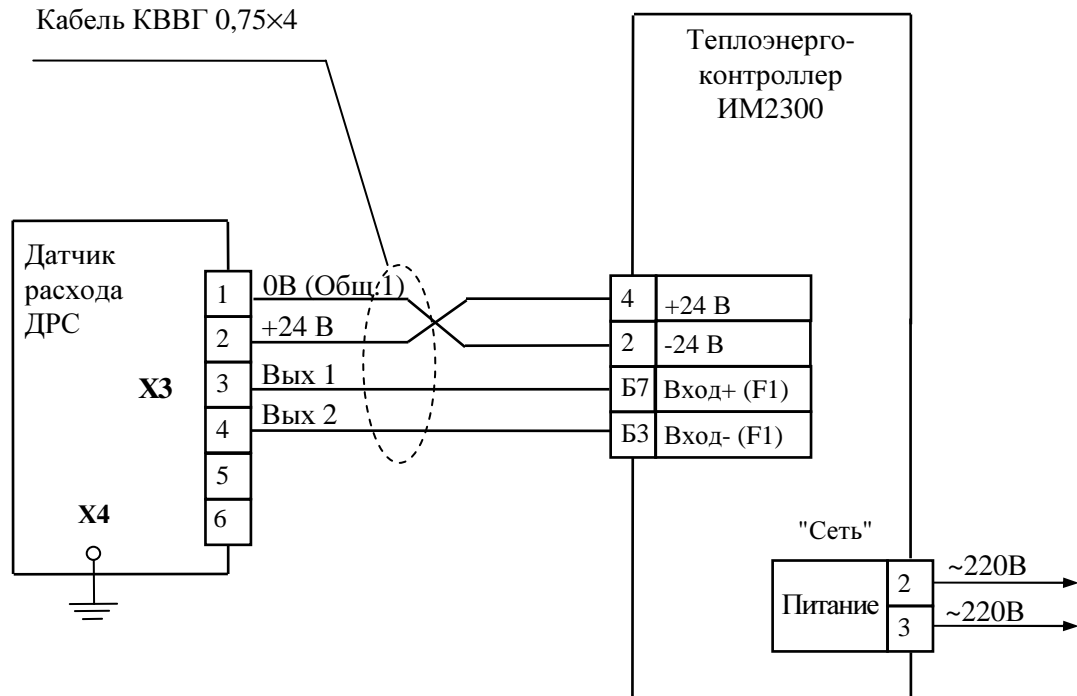 Кабель КВВГ 0,75×4
Теплоэнерго-
контроллер
ИМ2300
Датчик
расхода
ДРС
X3
X4
1
0В (Общ.1)
2
+24 В
3
Вых 1
4
Вых 2
5
6
4
+24 В
2
-24 В
Б7
Вход+ (F1)
Б3
Вход- (F1)
"Сеть"
Питание
2
~220В
3
~220В